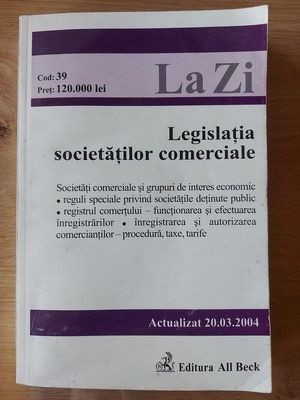 Cod: 39
Preţ: 120.000 lei
La Zi
Legislaţia
societăţilor comerciale
Societăţi comerciale şi grupuri de interes economic
• reguli speciale privind societăţile deţinute public
• registrul comerţului – funcţionarea şi efectuarea
înregistrărilor • înregistrarea şi autorizarea
comercianţilor – procedură, taxe, tarife
Actualizat 20.03.2004
Editura All Beck